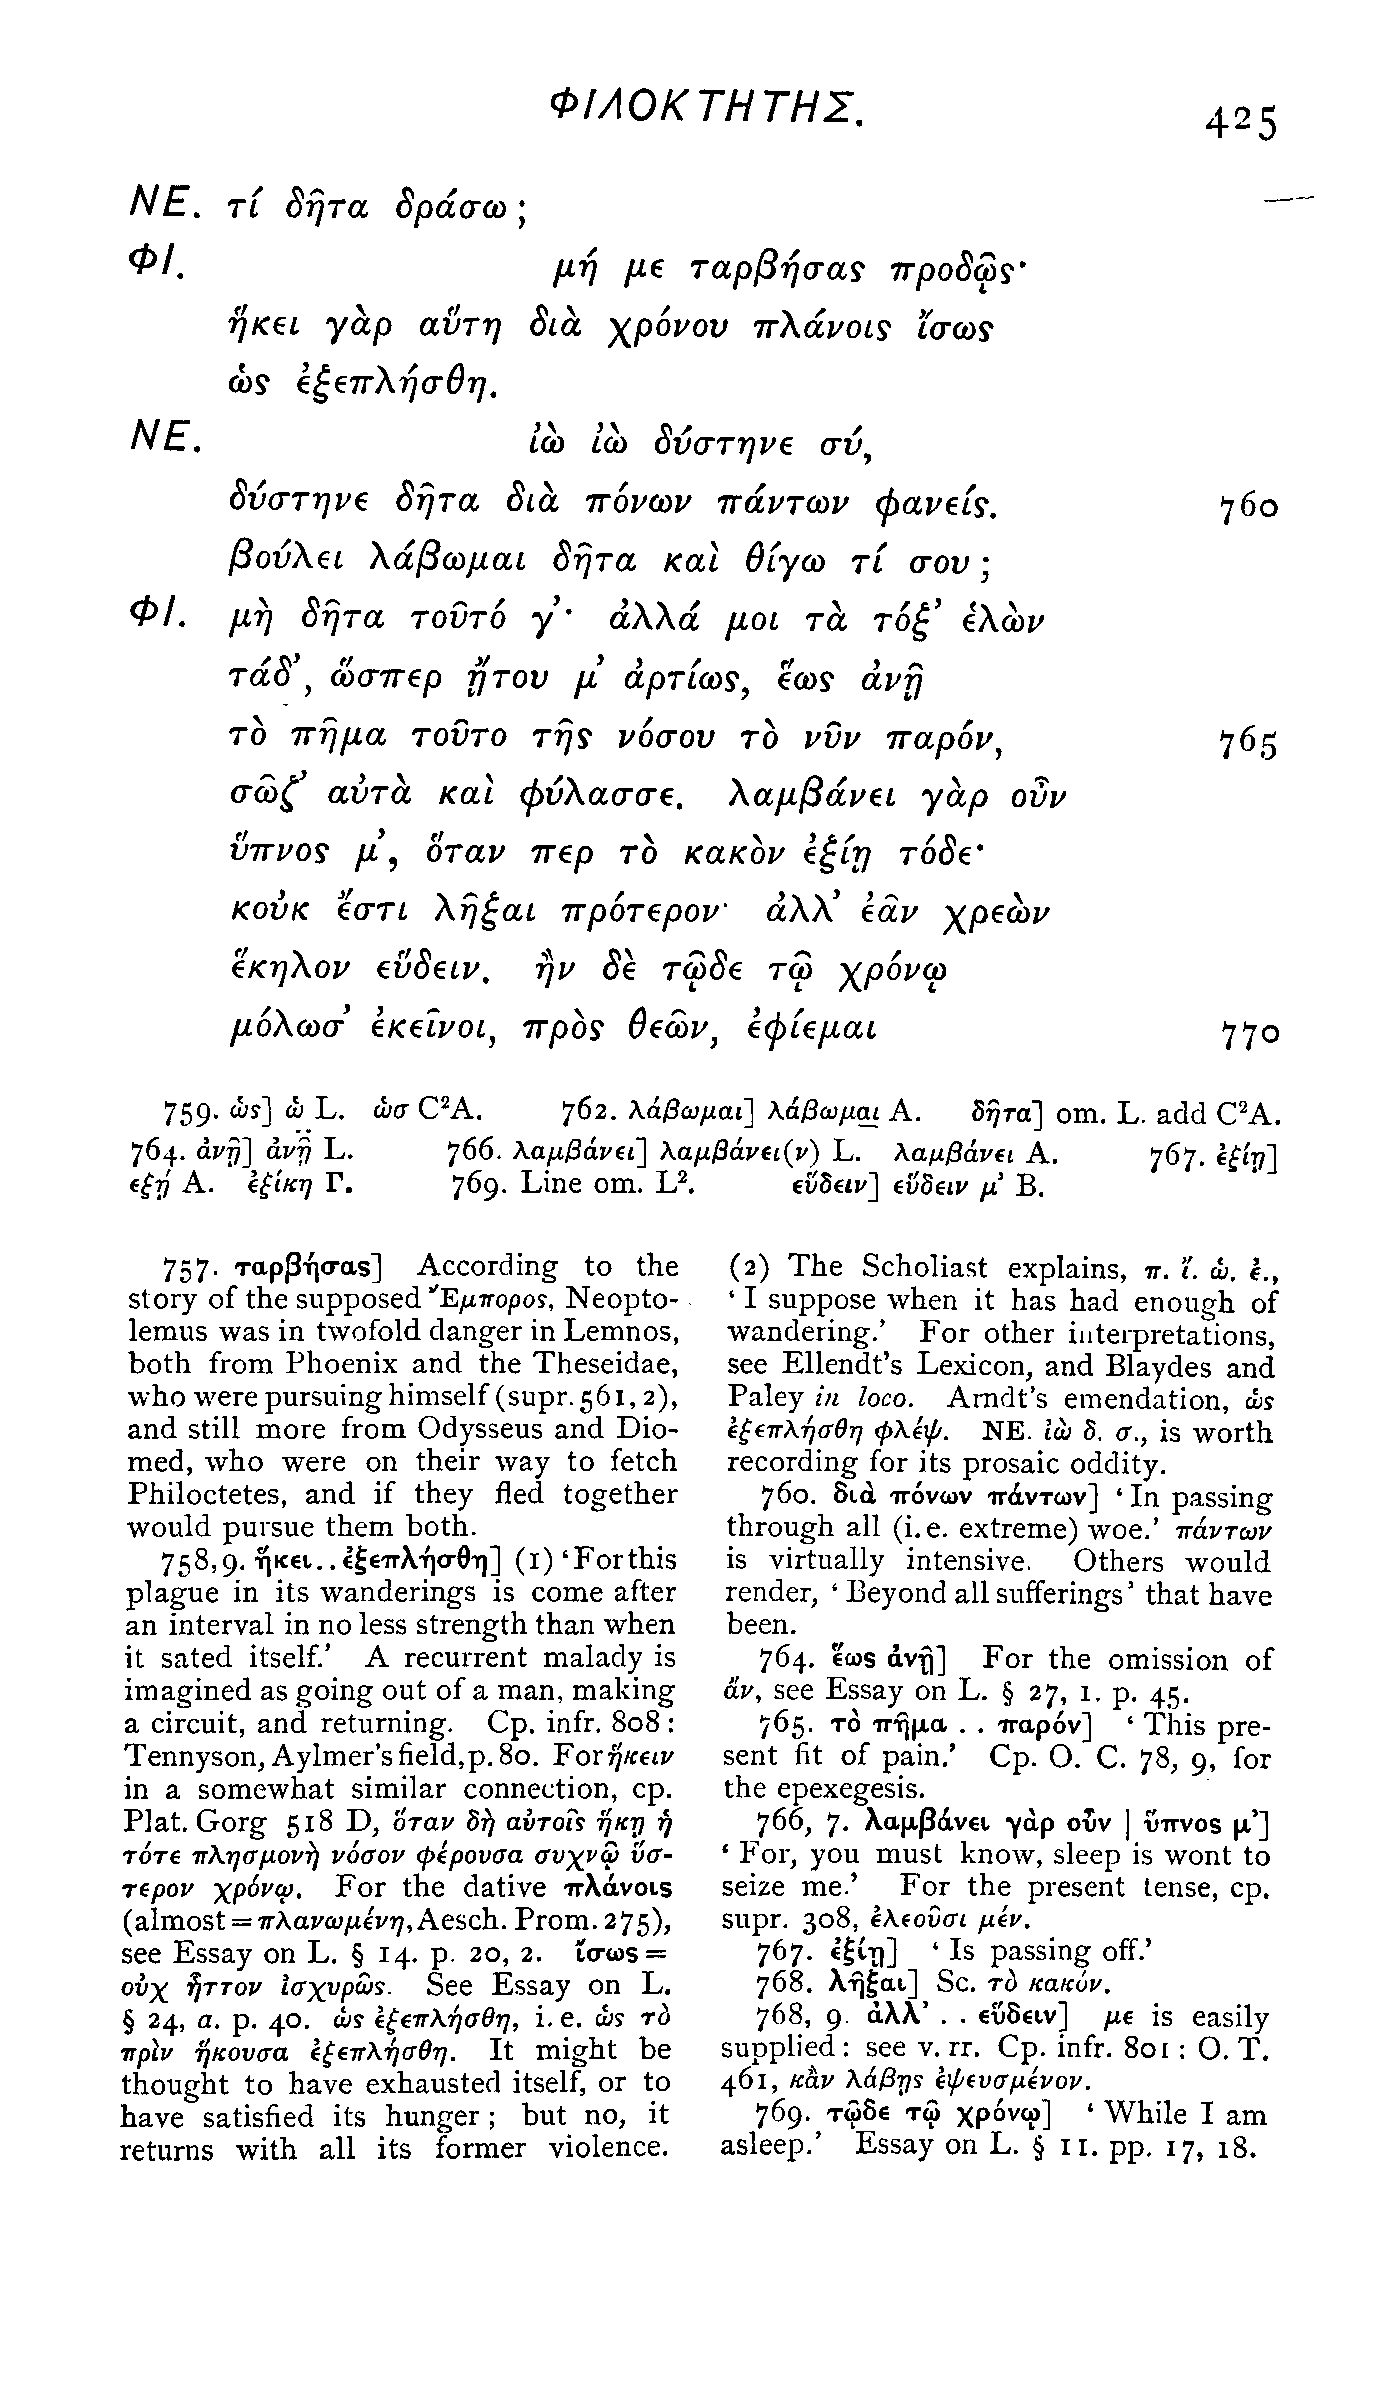 ΦΙΛΟΚΤΗΤΗΣ.
425
ΝΕ. τί δῆτα δράσω ;
ΦΙ. μή με ταρβήσας προδῷς·
ἥκει γὰρ αὕτη διὰ χρόνου πλάνοις ἴσως
ὡς ἐξεπλήσθη.
ΝΕ. ἰὼ ἰὼ δύστηνε σύ,
δύστηνε δῆτα διὰ πόνων πάντων φανείς. 760
βούλει λάβωμαι δῆτα καὶ θίγω τί σου ;
ΦΙ. μὴ δῆτα τοῦτό γ’· ἀλλά μοι τὰ τόξ’ ἑλὼν
τάδ’, ὥσπερ ᾔτου μ’ ἀρτίως, ἕως ἀνῇ
τὸ πῆμα τοῦτο τῆς νόσου τὸ νῦν παρόν, 765
σῶζ’ αὐτὰ καὶ φύλασσε. λαμβάνει γὰρ οὖν
ὕπνος μ’, ὅταν περ τὸ κακὸν ἐξίῃ τόδε·
κοὐκ ἔστι λῆξαι πρότερον· ἀλλ’ ἐᾶν χρεὼν
ἕκηλον εὕδειν. ἢν δὲ τῷδε τῷ χρόνῳ
μόλωσ’ ἐκεῖνοι, πρὸς θεῶν, ἐφίεμαι 770
759. ὡς] ὡ L. ὡσ C²A. 762. λάβωμαι] λάβωμαι A. δῆτα] om. L. add C²A.
764. ἀνῇ] ἀνῇ L. 766. λαμβάνει] λαμβάνει(ν) L. λαμβάνει A. 767. ἐξίῃ]
εξῄ A. ἐξίκη Γ. 769. Line om. L². εὕδειν] εὕδειν μ’ B.
757. ταρβήσας] According to the
story of the supposed Ἔμπορος, Neopto-
lemus was in twofold danger in Lemnos,
both from Phoenix and the Theseidae,
who were pursuing himself (supr. 561, 2),
and still more from Odysseus and Dio-
med, who were on their way to fetch
Philoctetes, and if they fled together
would pursue them both.
758, 9. ἥκει . . ἐξεπλήσθη] (1) ‘For this
plague in its wanderings is come after
an interval in no less strength than when
it sated itself.’ A recurrent malady is
imagined as going out of a man, making
a circuit, and returning. Cp. infr. 808 :
Tennyson, Aylmer’s field, p. 80. For ἥκειν
in a somewhat similar connection, cp.
Plat. Gorg 518 D, ὅταν δὴ αὐτοῖς ἥκῃ ἡ
τότε πλησμονὴ νόσον φέρουσα συχνῷ ὕσ-
τερον χρόνῳ. For the dative πλάνοις
(almost = πλανωμένη, Aesch. Prom. 275),
see Essay on L. § 14. p. 20, 2. ἴσως =
οὐχ ἧττον ἰσχυρῶς. See Essay on L.
§ 24, a. p. 40. ὡς ἐξεπλήσθη, i. e. ὡς τὸ
πρὶν ἥκουσα ἐξεπλήσθη. It might be
thought to have exhausted itself, or to
have satisfied its hunger ; but no, it
returns with all its former violence.
(2) The Scholiast explains, π. ἴ. ὡ. ἐ.,
‘ I suppose when it has had enough of
wandering.’ For other interpretations,
see Ellendt’s Lexicon, and Blaydes and
Paley in loco. Arndt’s emendation, ὡς
ἐξεπλήσθη φλέψ. ΝΕ. ἰὼ δ. σ., is worth
recording for its prosaic oddity.
760. διὰ πόνων πάντων] ‘ In passing
through all (i. e. extreme) woe.’ πάντων
is virtually intensive. Others would
render, ‘ Beyond all sufferings’ that have
been.
764. ἕως ἀνῇ] For the omission of
ἄν, see Essay on L. § 27, 1. p. 45.
765. τὸ πῆμα . . παρόν] ‘ This pre-
sent fit of pain.’ Cp. O. C. 78, 9, for
the epexegesis.
766, 7. λαμβάνει γὰρ οὖν | ὕπνος μ’]
‘ For, you must know, sleep is wont to
seize me.’ For the present tense, cp.
supr. 308, ἐλεοῦσι μέν.
767. ἐξίῃ] ‘ Is passing off.’
768. λῆξαι] Sc. τὸ κακόν.
768, 9. ἀλλ’ . . εὕδειν] με is easily
supplied : see v. rr. Cp. infr. 801 : O. T.
461, κἂν λάβῃς ἐψευσμένον.
769. τῷδε τῷ χρόνῳ] ‘ While I am
asleep.’ Essay on L. § 11. pp. 17, 18.